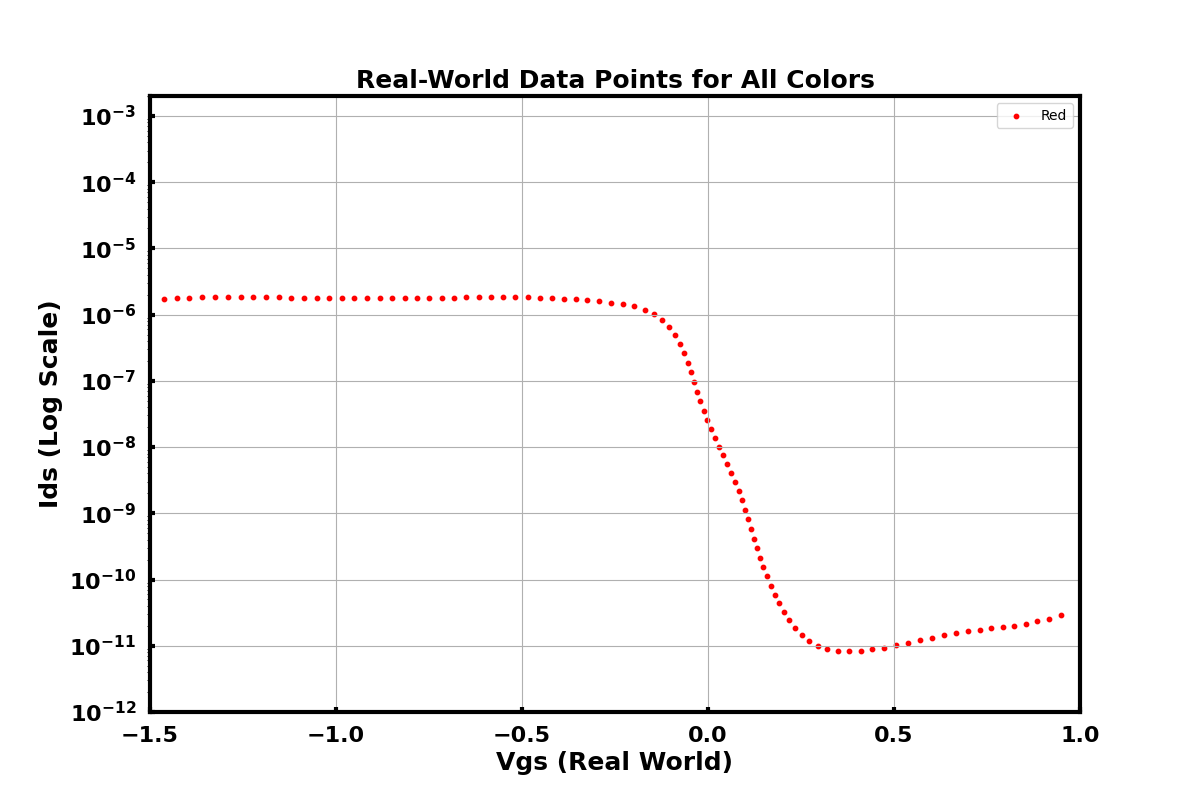 Real-World Data Points for All Colors
Red
Ids (Log Scale)
10⁻³
10⁻⁴
10⁻⁵
10⁻⁶
10⁻⁷
10⁻⁸
10⁻⁹
10⁻¹⁰
10⁻¹¹
10⁻¹²
−1.5 −1.0 −0.5 0.0 0.5 1.0
Vgs (Real World)